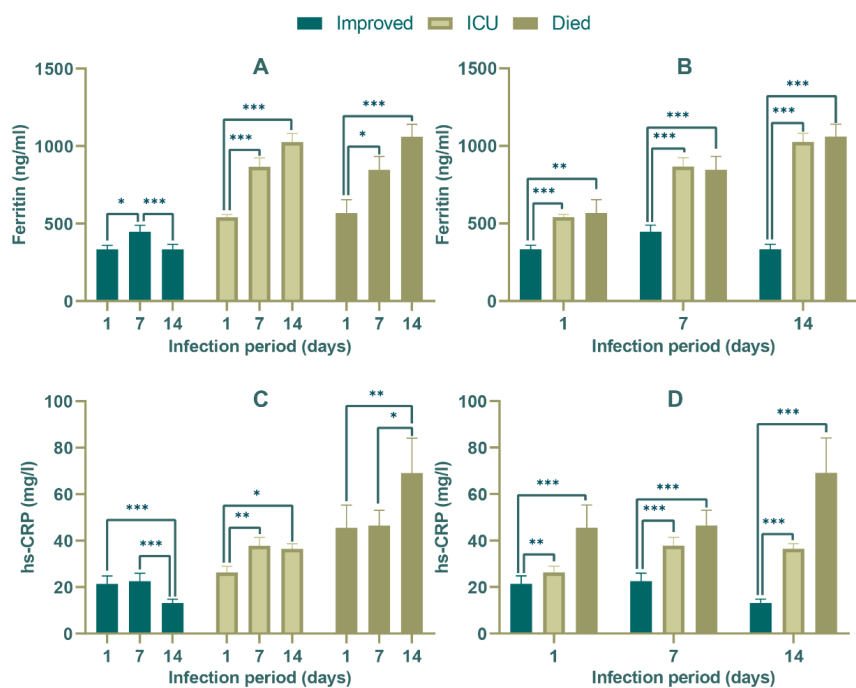 Improved ICU Died
A
Ferritin (ng/ml)
1500
1000
500
0
* *** *** *** * ***
1 7 14 1 7 14 1 7 14
Infection period (days)
B
Ferritin (ng/ml)
1500
1000
500
0
*** ** *** *** *** ***
1 7 14
Infection period (days)
C
hs-CRP (mg/l)
100
80
60
40
20
0
*** *** ** * ** *
1 7 14 1 7 14 1 7 14
Infection period (days)
D
hs-CRP (mg/l)
100
80
60
40
20
0
** *** *** *** *** ***
1 7 14
Infection period (days)